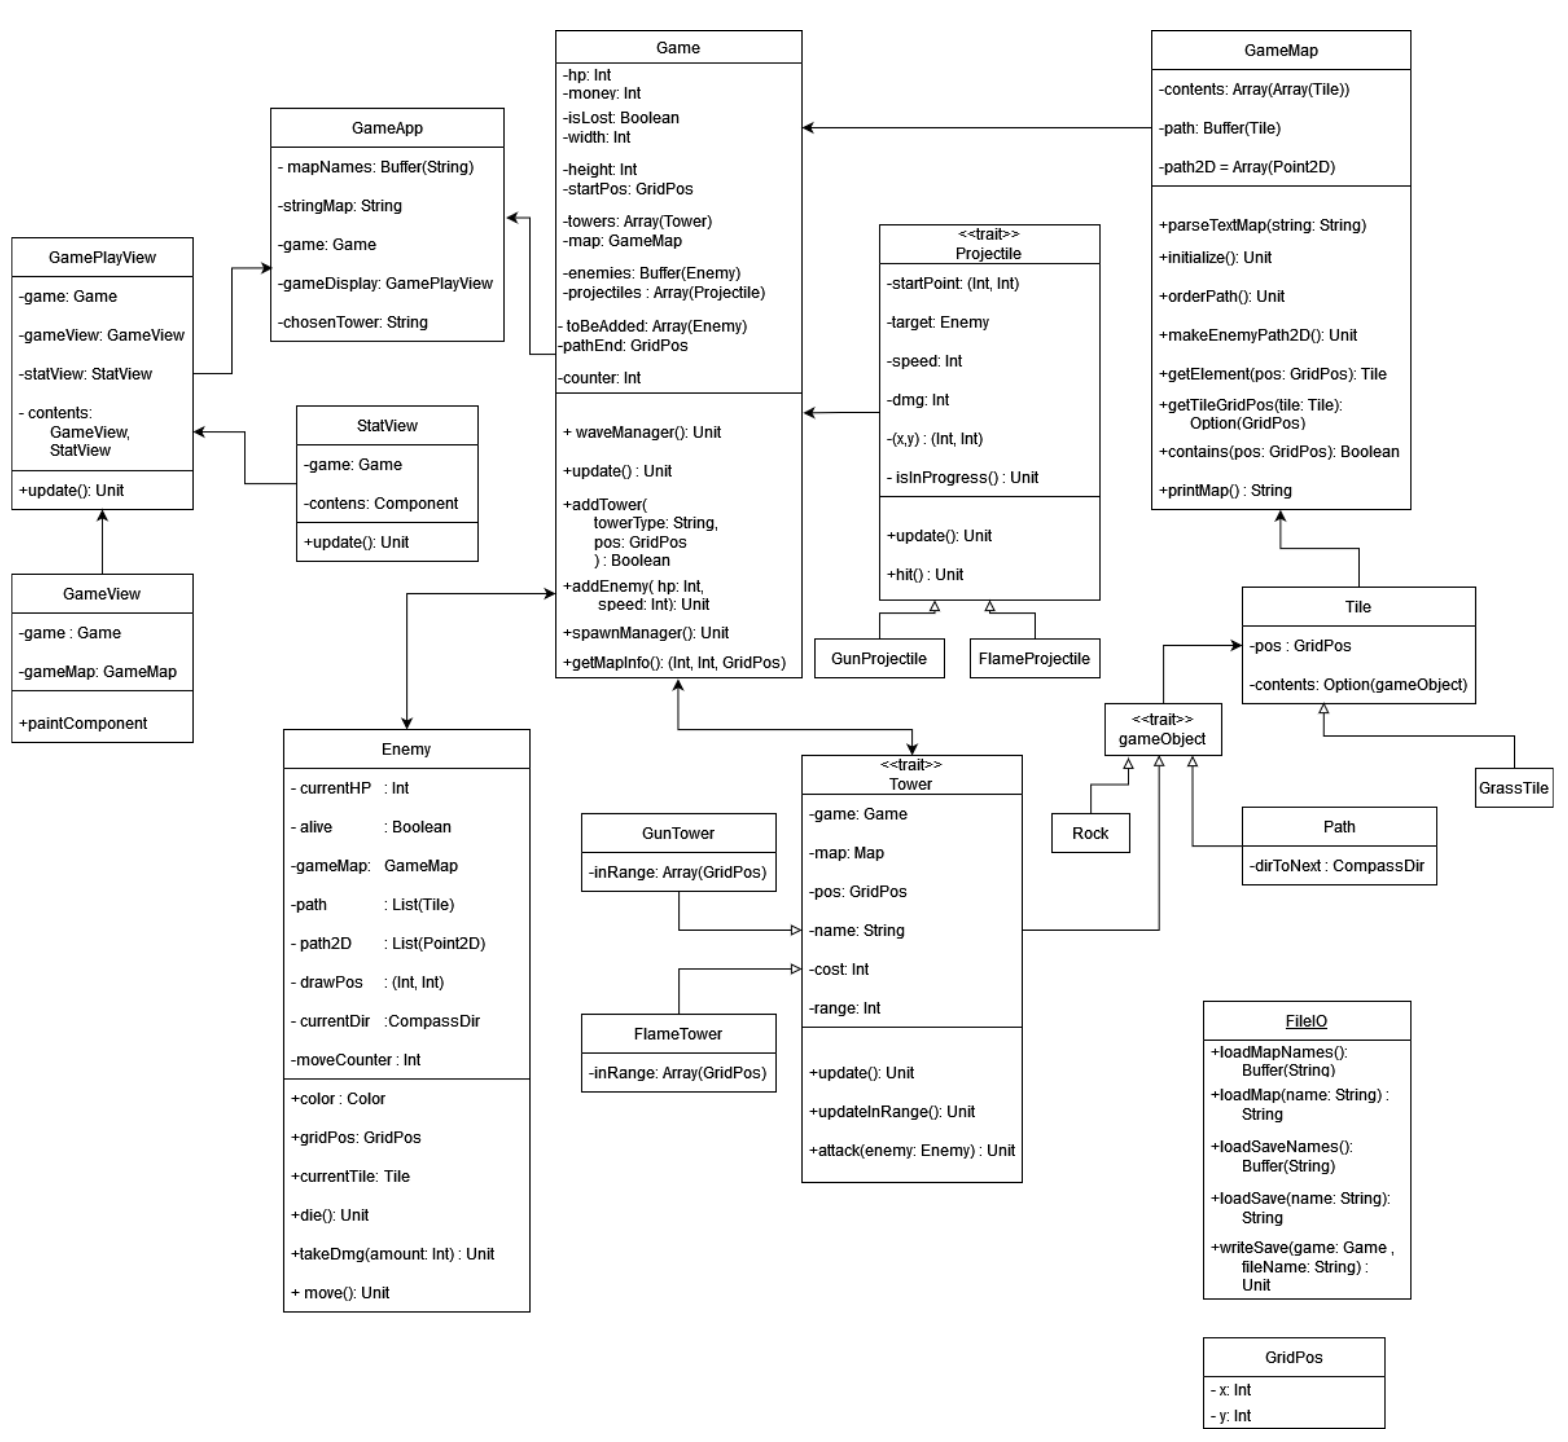 Game
-hp: Int
-money: Int
-isLost: Boolean
-width: Int
-height: Int
-startPos: GridPos
-towers: Array(Tower)
-map: GameMap
-enemies: Buffer(Enemy)
-projectiles : Array(Projectile)
- toBeAdded: Array(Enemy)
-pathEnd: GridPos
-counter: Int
+ waveManager(): Unit
+update() : Unit
+addTower(
towerType: String,
pos: GridPos
) : Boolean
+addEnemy( hp: Int,
speed: Int): Unit
+spawnManager(): Unit
+getMapInfo(): (Int, Int, GridPos)
GameMap
-contents: Array(Array(Tile))
-path: Buffer(Tile)
-path2D = Array(Point2D)
+parseTextMap(string: String)
+initialize(): Unit
+orderPath(): Unit
+makeEnemyPath2D(): Unit
+getElement(pos: GridPos): Tile
+getTileGridPos(tile: Tile):
Option(GridPos)
+contains(pos: GridPos): Boolean
+printMap() : String
GameApp
- mapNames: Buffer(String)
-stringMap: String
-game: Game
-gameDisplay: GamePlayView
-chosenTower: String
GamePlayView
-game: Game
-gameView: GameView
-statView: StatView
- contents:
GameView,
StatView
+update(): Unit
StatView
-game: Game
-contens: Component
+update(): Unit
GameView
-game : Game
-gameMap: GameMap
+paintComponent
<<trait>>
Projectile
-startPoint: (Int, Int)
-target: Enemy
-speed: Int
-dmg: Int
-(x,y) : (Int, Int)
- isInProgress() : Unit
+update(): Unit
+hit() : Unit
GunProjectile
FlameProjectile
Tile
-pos : GridPos
-contents: Option(gameObject)
<<trait>>
gameObject
GrassTile
Rock
Path
-dirToNext : CompassDir
Enemy
- currentHP : Int
- alive : Boolean
-gameMap: GameMap
-path : List(Tile)
- path2D : List(Point2D)
- drawPos : (Int, Int)
- currentDir :CompassDir
-moveCounter : Int
+color : Color
+gridPos: GridPos
+currentTile: Tile
+die(): Unit
+takeDmg(amount: Int) : Unit
+ move(): Unit
GunTower
-inRange: Array(GridPos)
FlameTower
-inRange: Array(GridPos)
<<trait>>
Tower
-game: Game
-map: Map
-pos: GridPos
-name: String
-cost: Int
-range: Int
+update(): Unit
+updateInRange(): Unit
+attack(enemy: Enemy) : Unit
FileIO
+loadMapNames():
Buffer(String)
+loadMap(name: String) :
String
+loadSaveNames():
Buffer(String)
+loadSave(name: String):
String
+writeSave(game: Game ,
fileName: String) :
Unit
GridPos
- x: Int
- y: Int